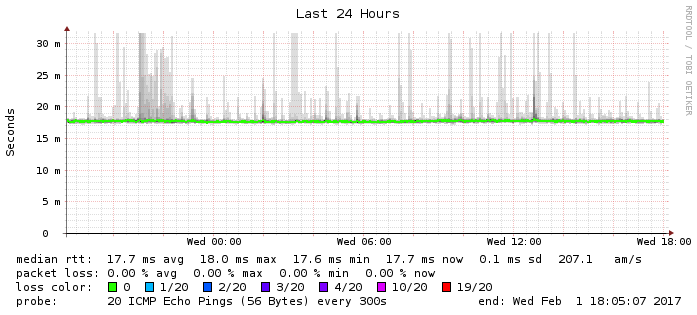 Last 24 Hours
RRDTOOL / TOBI OETIKER
Seconds
30 m
25 m
20 m
15 m
10 m
5 m
0
Wed 00:00 Wed 06:00 Wed 12:00 Wed 18:00
median rtt: 17.7 ms avg 18.0 ms max 17.6 ms min 17.7 ms now 0.1 ms sd 207.1 am/s
packet loss: 0.00 % avg 0.00 % max 0.00 % min 0.00 % now
loss color: 0 1/20 2/20 3/20 4/20 10/20 19/20
probe: 20 ICMP Echo Pings (56 Bytes) every 300s end: Wed Feb 1 18:05:07 2017